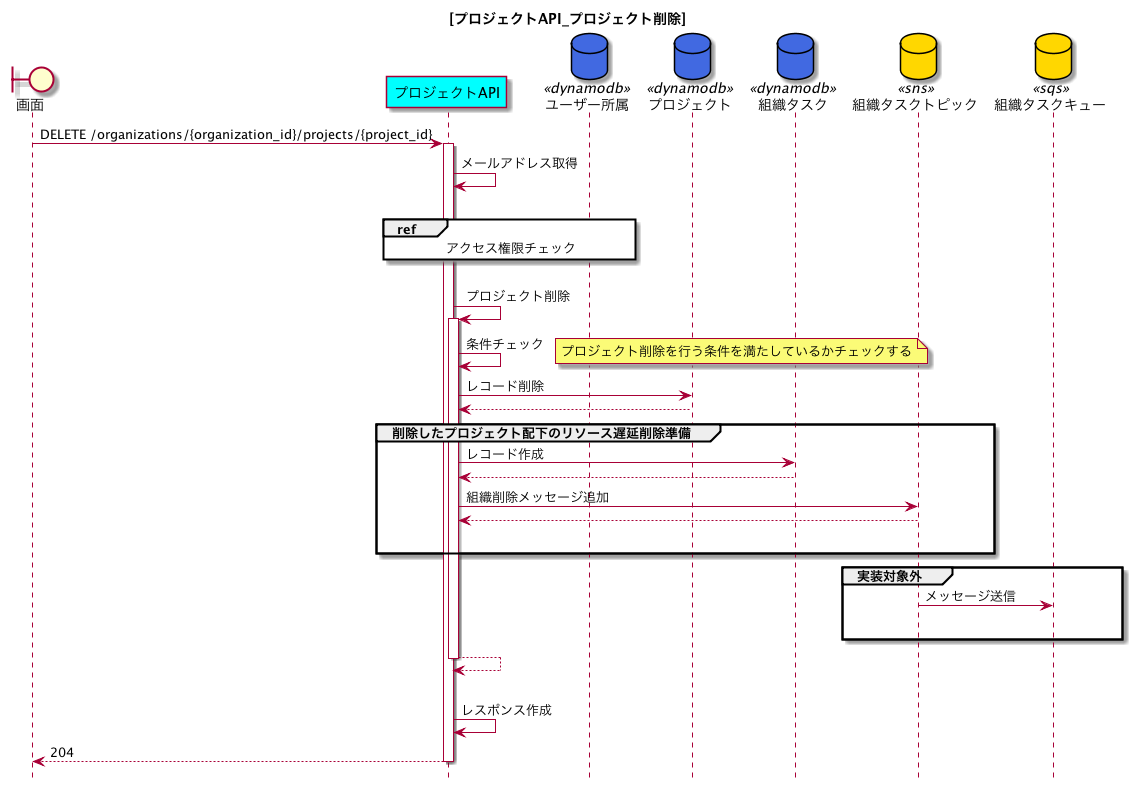 [プロジェクトAPI_プロジェクト削除]
画面
プロジェクトAPI
«dynamodb»
ユーザー所属
«dynamodb»
プロジェクト
«dynamodb»
組織タスク
«sns»
組織タスクトピック
«sqs»
組織タスクキュー
DELETE /organizations/{organization_id}/projects/{project_id}
メールアドレス取得
ref
アクセス権限チェック
プロジェクト削除
条件チェック
プロジェクト削除を行う条件を満たしているかチェックする
レコード削除
削除したプロジェクト配下のリソース遅延削除準備
レコード作成
組織削除メッセージ追加
実装対象外
メッセージ送信
レスポンス作成
204